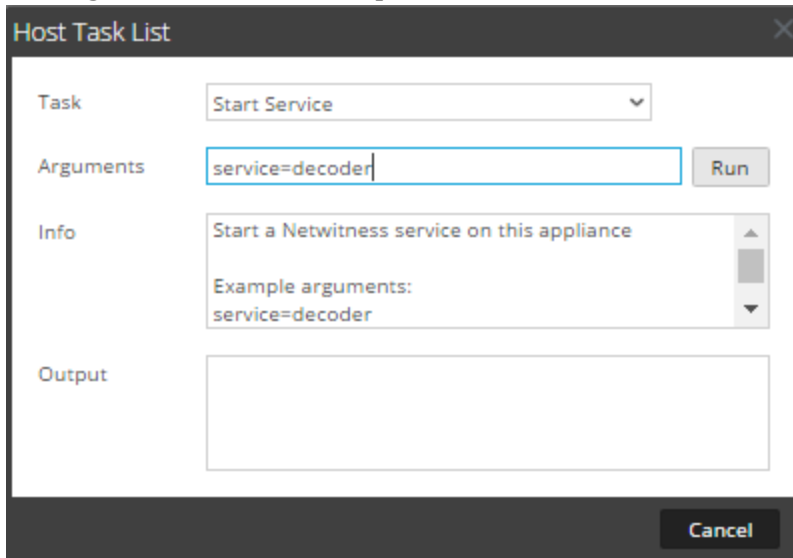 Host Task List
Task
Start Service
Arguments
service=decoder
Run
Info
Start a Netwitness service on this appliance
Example arguments:
service=decoder
Output
Cancel